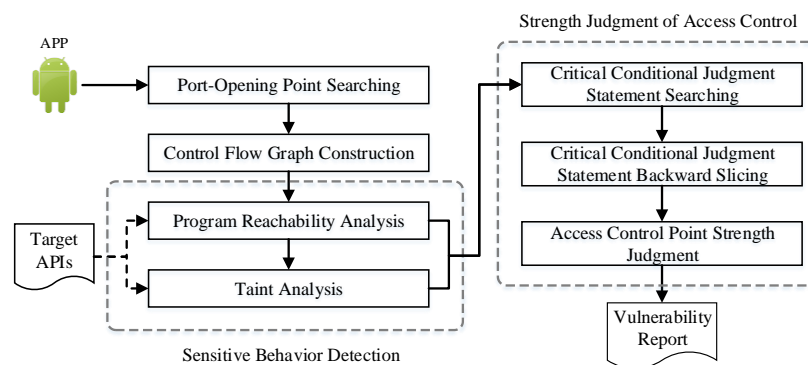 APP
Port-Opening Point Searching
Control Flow Graph Construction
Program Reachability Analysis
Taint Analysis
Target
APIs
Sensitive Behavior Detection
Strength Judgment of Access Control
Critical Conditional Judgment
Statement Searching
Critical Conditional Judgment
Statement Backward Slicing
Access Control Point Strength
Judgment
Vulnerability
Report